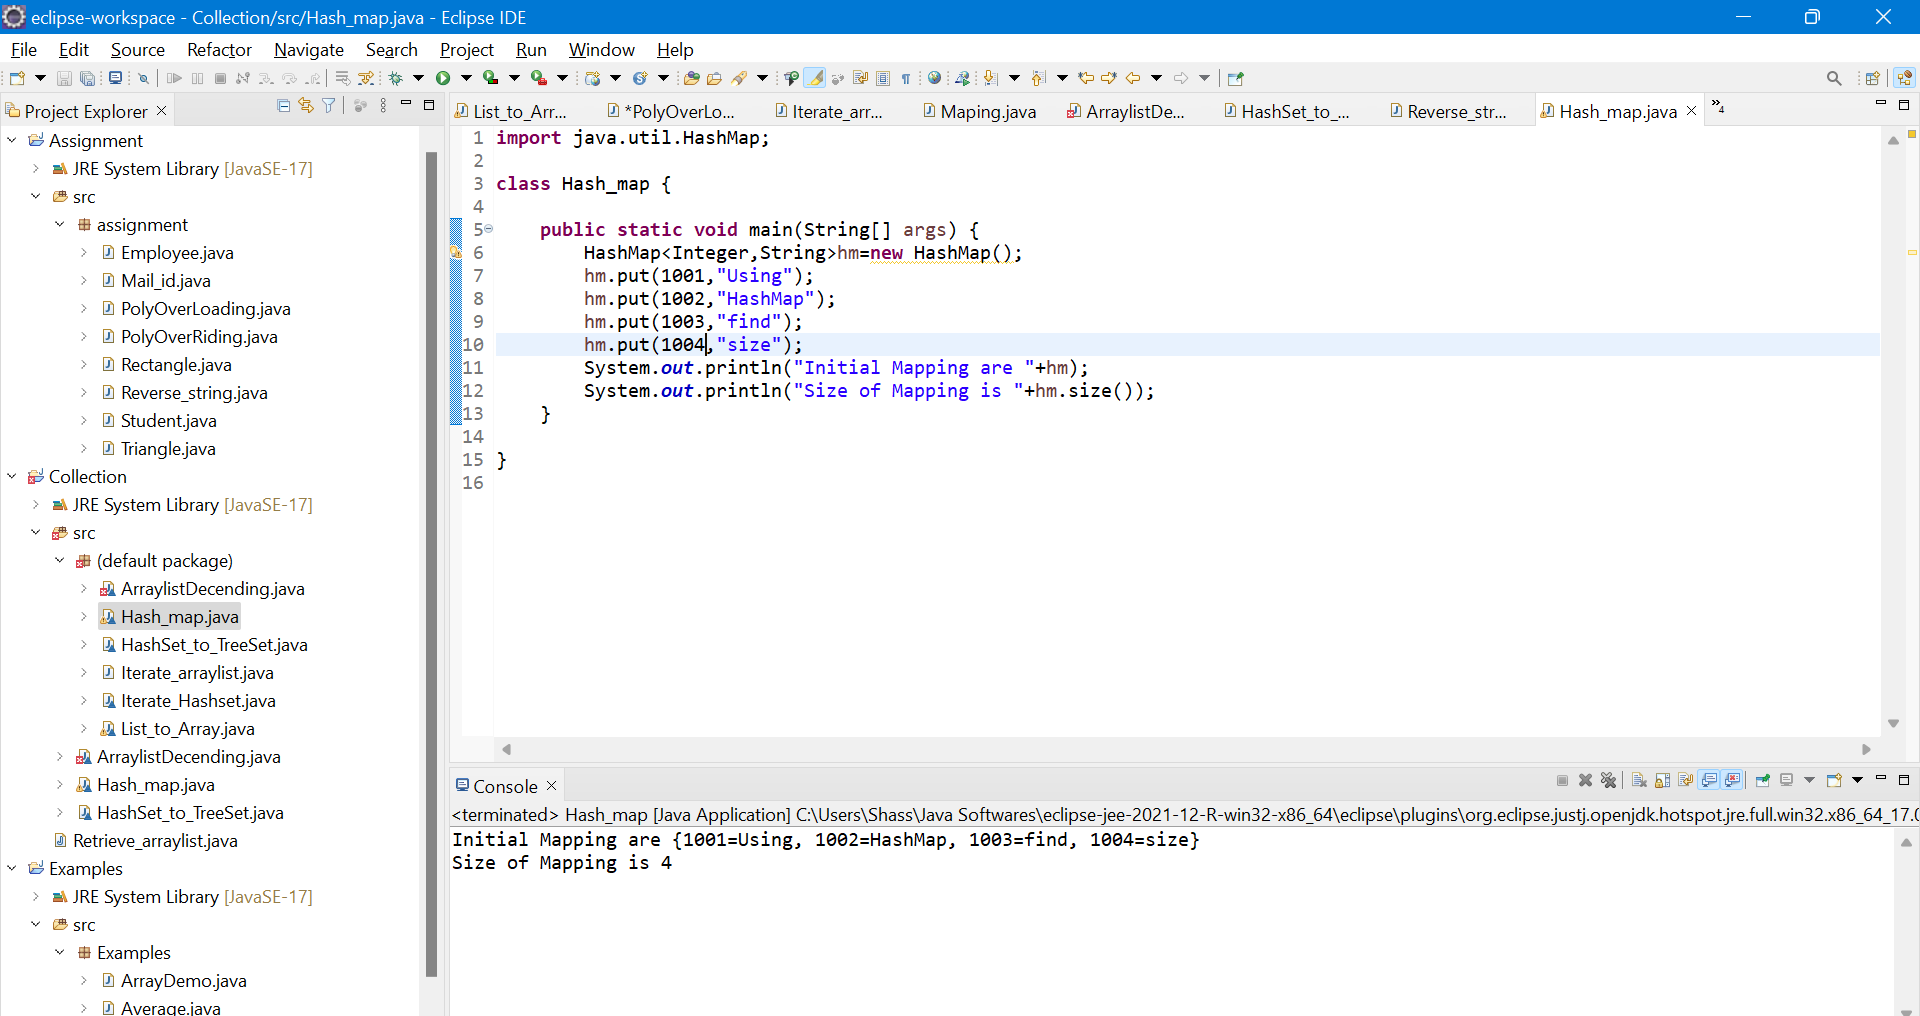 eclipse-workspace - Collection/src/Hash_map.java - Eclipse IDE
File Edit Source Refactor Navigate Search Project Run Window Help
Project Explorer
Assignment
JRE System Library [JavaSE-17]
src
assignment
Employee.java
Mail_id.java
PolyOverLoading.java
PolyOverRiding.java
Rectangle.java
Reverse_string.java
Student.java
Triangle.java
Collection
JRE System Library [JavaSE-17]
src
(default package)
ArraylistDecending.java
Hash_map.java
HashSet_to_TreeSet.java
Iterate_arraylist.java
Iterate_Hashset.java
List_to_Array.java
ArraylistDecending.java
Hash_map.java
HashSet_to_TreeSet.java
Retrieve_arraylist.java
Examples
JRE System Library [JavaSE-17]
src
Examples
ArrayDemo.java
Average.java
List_to_Arr... *PolyOverLo... Iterate_arr... Maping.java ArraylistDe... HashSet_to_... Reverse_str... Hash_map.java »4
1 import java.util.HashMap;
2
3 class Hash_map {
4
5 public static void main(String[] args) {
6 HashMap<Integer,String>hm=new HashMap();
7 hm.put(1001,"Using");
8 hm.put(1002,"HashMap");
9 hm.put(1003,"find");
10 hm.put(1004,"size");
11 System.out.println("Initial Mapping are "+hm);
12 System.out.println("Size of Mapping is "+hm.size());
13 }
14
15 }
16
Console
<terminated> Hash_map [Java Application] C:\Users\Shass\Java Softwares\eclipse-jee-2021-12-R-win32-x86_64\eclipse\plugins\org.eclipse.justj.openjdk.hotspot.jre.full.win32.x86_64_17.0
Initial Mapping are {1001=Using, 1002=HashMap, 1003=find, 1004=size}
Size of Mapping is 4